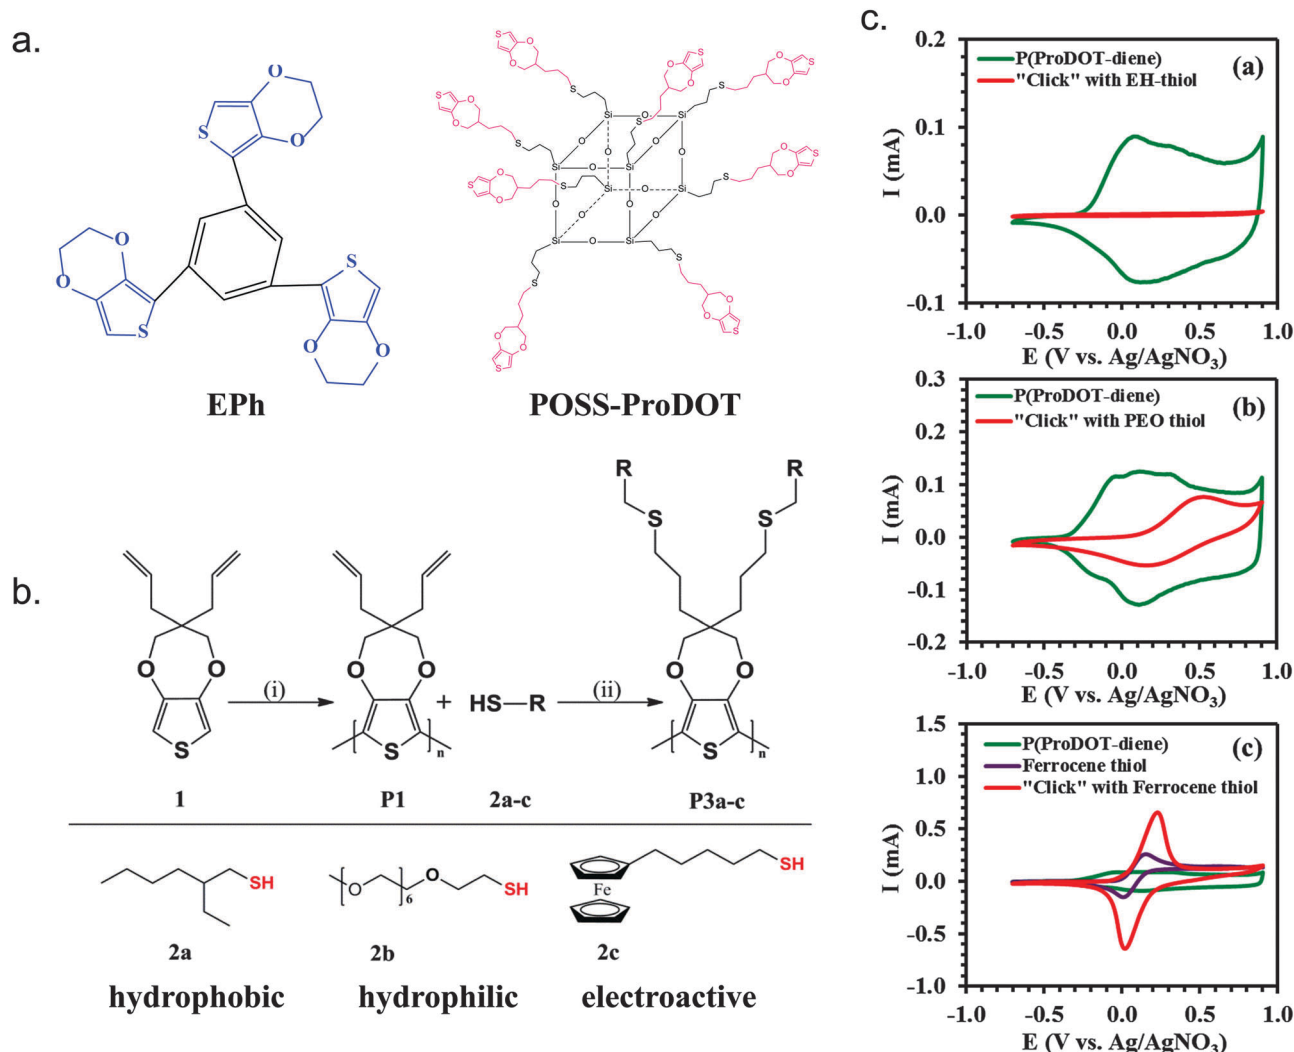 a.
EPh
POSS-ProDOT
b.
(i)
+
HS—R
(ii)
R
R
S
S
O
O
S
n
1
P1
2a-c
P3a-c
SH
O
6
O
SH
Fe
SH
2a
2b
2c
hydrophobic
hydrophilic
electroactive
c.
(a)
P(ProDOT-diene)
"Click" with EH-thiol
I (mA)
0.2
0.1
0.0
-0.1
-1.0 -0.5 0.0 0.5 1.0
E (V vs. Ag/AgNO₃)
(b)
P(ProDOT-diene)
"Click" with PEO thiol
I (mA)
0.3
0.2
0.1
0.0
-0.1
-0.2
-1.0 -0.5 0.0 0.5 1.0
E (V vs. Ag/AgNO₃)
(c)
P(ProDOT-diene)
Ferrocene thiol
"Click" with Ferrocene thiol
I (mA)
1.5
1.0
0.5
0.0
-0.5
-1.0
-1.0 -0.5 0.0 0.5 1.0
E (V vs. Ag/AgNO₃)